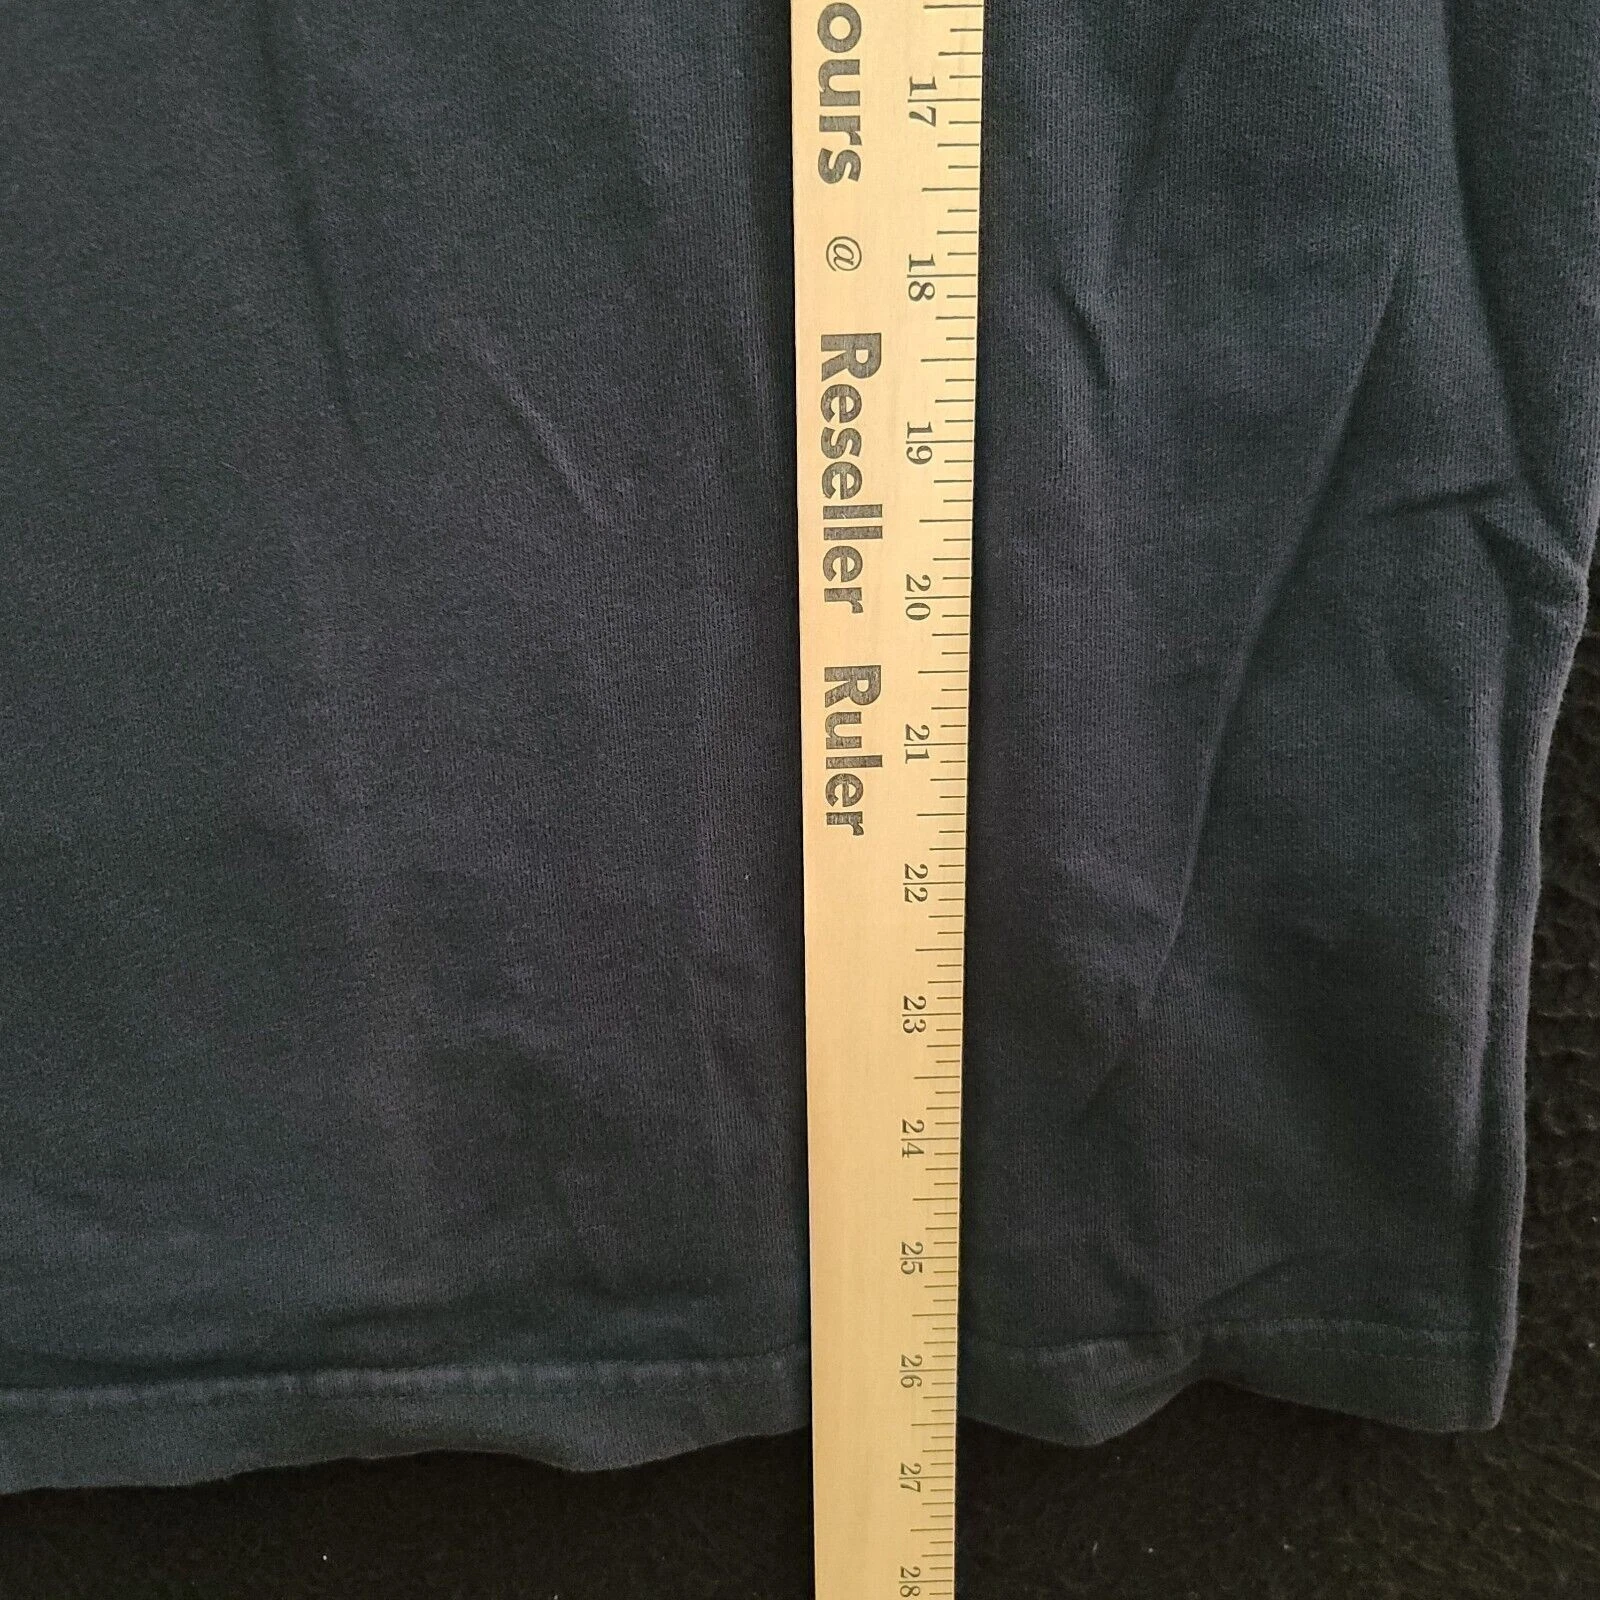 ours @ Reseller Ruler
17 18 19 20 21 22 23 24 25 26 27 28